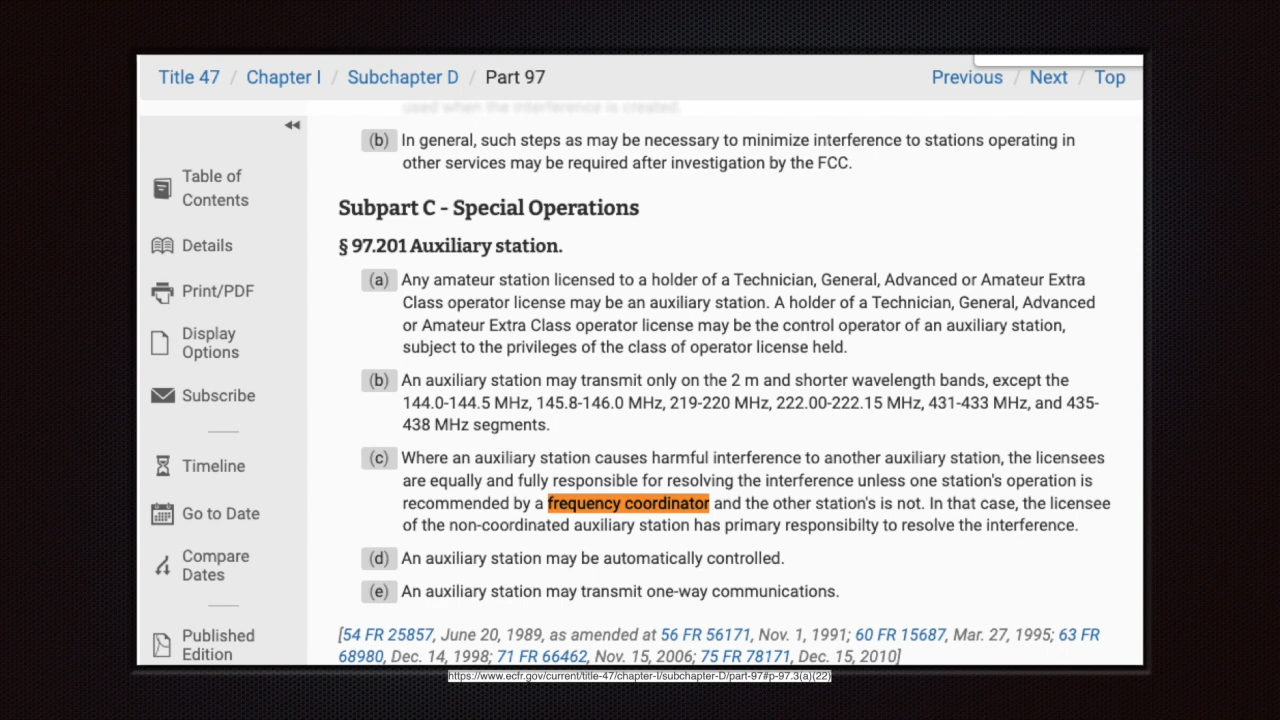 Title 47 / Chapter I / Subchapter D / Part 97
Previous / Next / Top
used when the interference is created.
Table of
Contents
Details
Print/PDF
Display
Options
Subscribe
Timeline
Go to Date
Compare
Dates
Published
Edition
(b) In general, such steps as may be necessary to minimize interference to stations operating in
other services may be required after investigation by the FCC.
Subpart C - Special Operations
§ 97.201 Auxiliary station.
(a) Any amateur station licensed to a holder of a Technician, General, Advanced or Amateur Extra
Class operator license may be an auxiliary station. A holder of a Technician, General, Advanced
or Amateur Extra Class operator license may be the control operator of an auxiliary station,
subject to the privileges of the class of operator license held.
(b) An auxiliary station may transmit only on the 2 m and shorter wavelength bands, except the
144.0-144.5 MHz, 145.8-146.0 MHz, 219-220 MHz, 222.00-222.15 MHz, 431-433 MHz, and 435-
438 MHz segments.
(c) Where an auxiliary station causes harmful interference to another auxiliary station, the licensees
are equally and fully responsible for resolving the interference unless one station's operation is
recommended by a frequency coordinator and the other station's is not. In that case, the licensee
of the non-coordinated auxiliary station has primary responsibilty to resolve the interference.
(d) An auxiliary station may be automatically controlled.
(e) An auxiliary station may transmit one-way communications.
[54 FR 25857, June 20, 1989, as amended at 56 FR 56171, Nov. 1, 1991; 60 FR 15687, Mar. 27, 1995; 63 FR
68980, Dec. 14, 1998; 71 FR 66462, Nov. 15, 2006; 75 FR 78171, Dec. 15, 2010]
https://www.ecfr.gov/current/title-47/chapter-I/subchapter-D/part-97#p-97.3(a)(22)